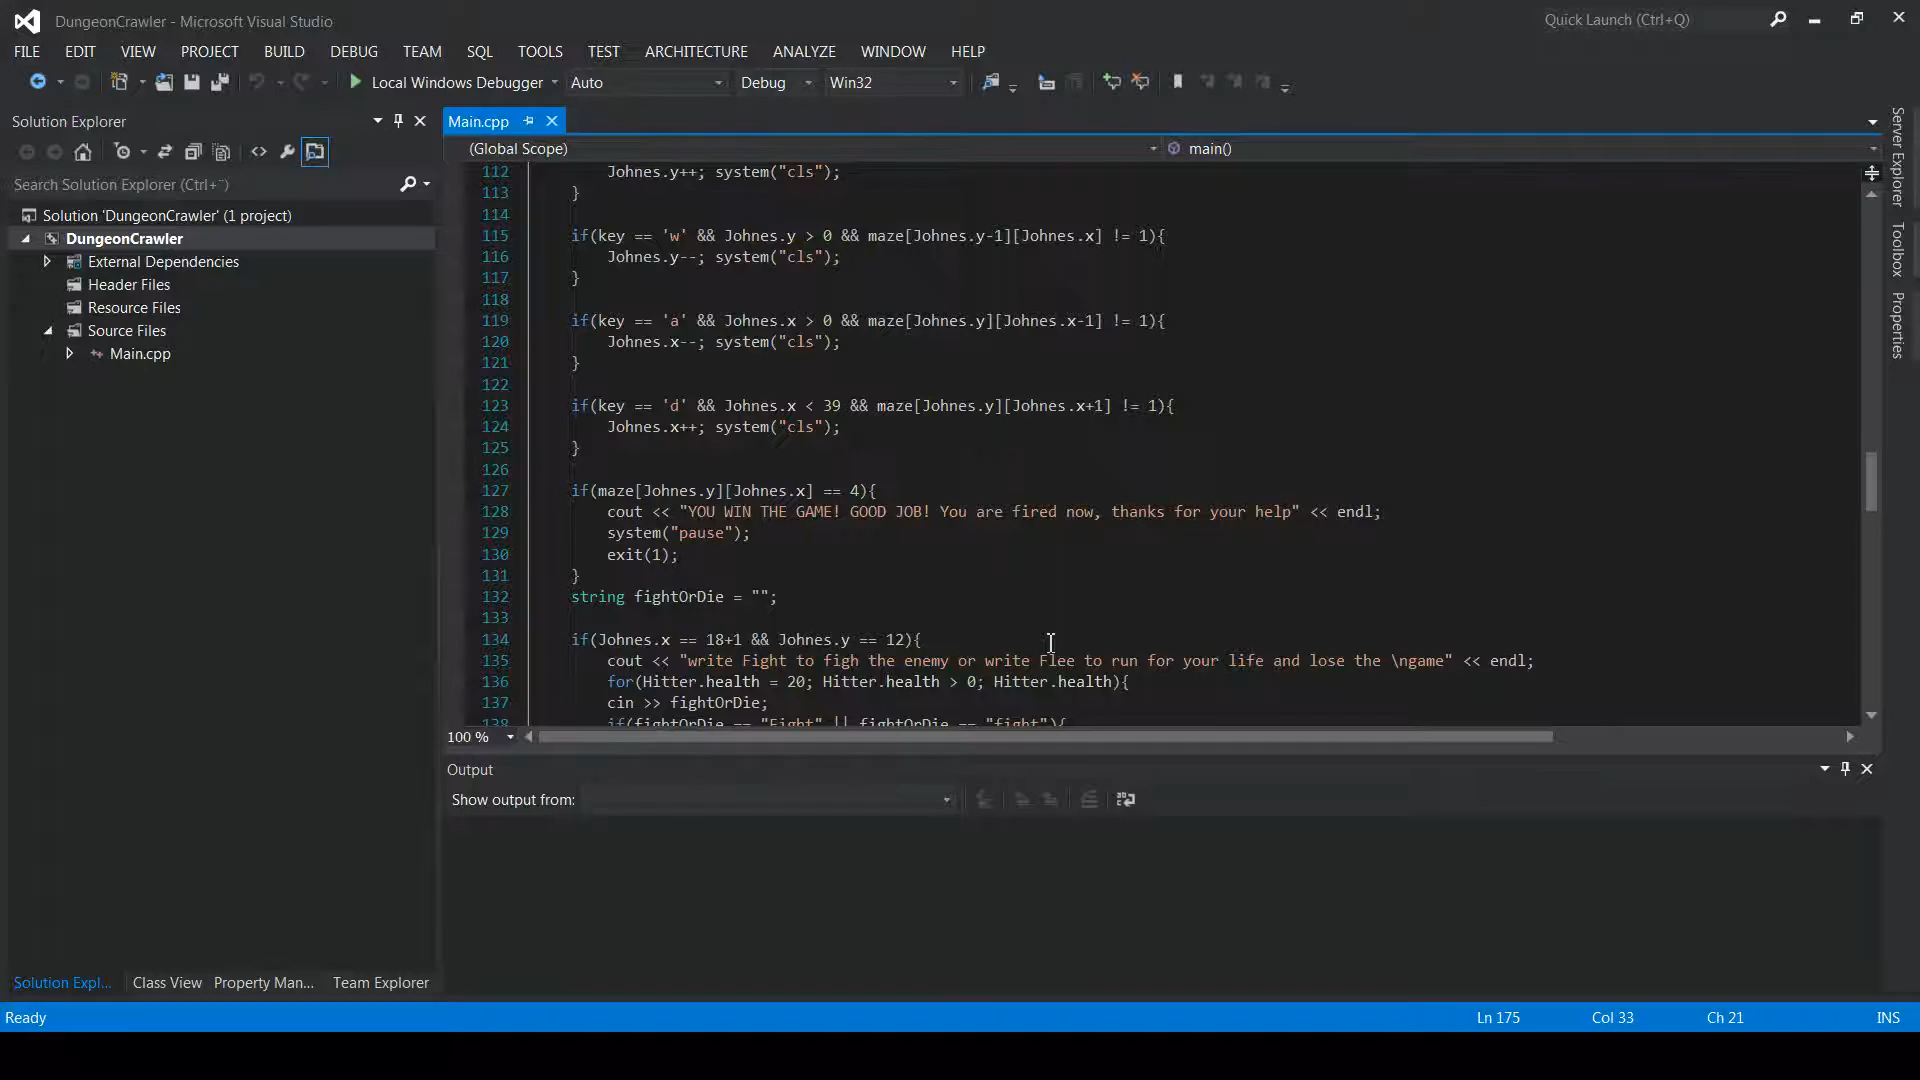 DungeonCrawler - Microsoft Visual Studio
Quick Launch (Ctrl+Q)
FILE EDIT VIEW PROJECT BUILD DEBUG TEAM SQL TOOLS TEST ARCHITECTURE ANALYZE WINDOW HELP
Local Windows Debugger Auto Debug Win32
Solution Explorer
Main.cpp
(Global Scope) main()
Search Solution Explorer (Ctrl+¨)
Solution 'DungeonCrawler' (1 project)
DungeonCrawler
External Dependencies
Header Files
Resource Files
Source Files
Main.cpp
112 Johnes.y++; system("cls");
113 }
114
115 if(key == 'w' && Johnes.y > 0 && maze[Johnes.y-1][Johnes.x] != 1){
116 Johnes.y--; system("cls");
117 }
118
119 if(key == 'a' && Johnes.x > 0 && maze[Johnes.y][Johnes.x-1] != 1){
120 Johnes.x--; system("cls");
121 }
122
123 if(key == 'd' && Johnes.x < 39 && maze[Johnes.y][Johnes.x+1] != 1){
124 Johnes.x++; system("cls");
125 }
126
127 if(maze[Johnes.y][Johnes.x] == 4){
128 cout << "YOU WIN THE GAME! GOOD JOB! You are fired now, thanks for your help" << endl;
129 system("pause");
130 exit(1);
131 }
132 string fightOrDie = "";
133
134 if(Johnes.x == 18+1 && Johnes.y == 12){
135 cout << "write Fight to figh the enemy or write Flee to run for your life and lose the \ngame" << endl;
136 for(Hitter.health = 20; Hitter.health > 0; Hitter.health){
137 cin >> fightOrDie;
138 if(fightOrDie == "Fight" || fightOrDie == "fight"){
100 %
Server Explorer
Toolbox
Properties
Output
Show output from:
Solution Expl... Class View Property Man... Team Explorer
Ready Ln 175 Col 33 Ch 21 INS